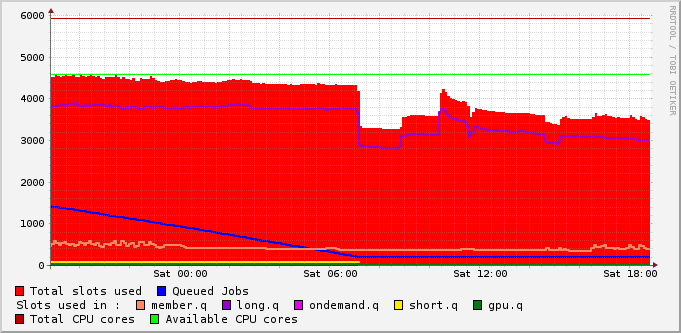 RRDTOOL / TOBI OETIKER
6000
5000
4000
3000
2000
1000
0
Sat 00:00 Sat 06:00 Sat 12:00 Sat 18:00
Total slots used Queued Jobs
Slots used in : member.q long.q ondemand.q short.q gpu.q
Total CPU cores Available CPU cores